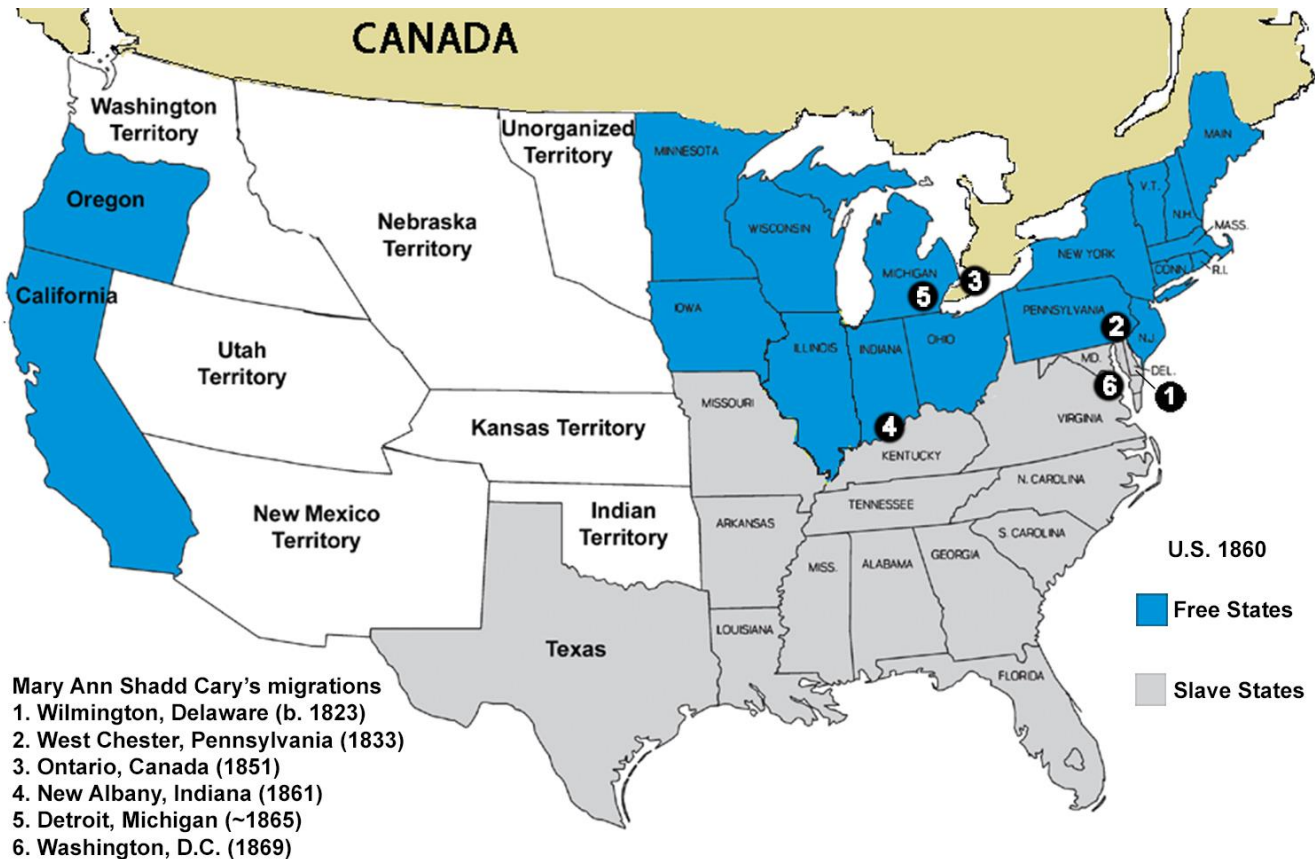 CANADA
Washington
Territory
Oregon
California
Nebraska
Territory
Unorganized
Territory
Utah
Territory
Kansas Territory
New Mexico
Territory
Indian
Territory
Texas
MINNESOTA
WISCONSIN
MICHIGAN
IOWA
ILLINOIS
INDIANA
OHIO
MAIN
V.T.
N.H.
MASS.
NEW YORK
CONN.
R.I.
PENNSYLVANIA
N.J.
MD.
DEL.
VIRGINIA
MISSOURI
KENTUCKY
TENNESSEE
N. CAROLINA
ARKANSAS
S. CAROLINA
MISS.
ALABAMA
GEORGIA
LOUISIANA
FLORIDA
1
2
3
4
5
6
U.S. 1860
Free States
Slave States
Mary Ann Shadd Cary's migrations
1. Wilmington, Delaware (b. 1823)
2. West Chester, Pennsylvania (1833)
3. Ontario, Canada (1851)
4. New Albany, Indiana (1861)
5. Detroit, Michigan (~1865)
6. Washington, D.C. (1869)